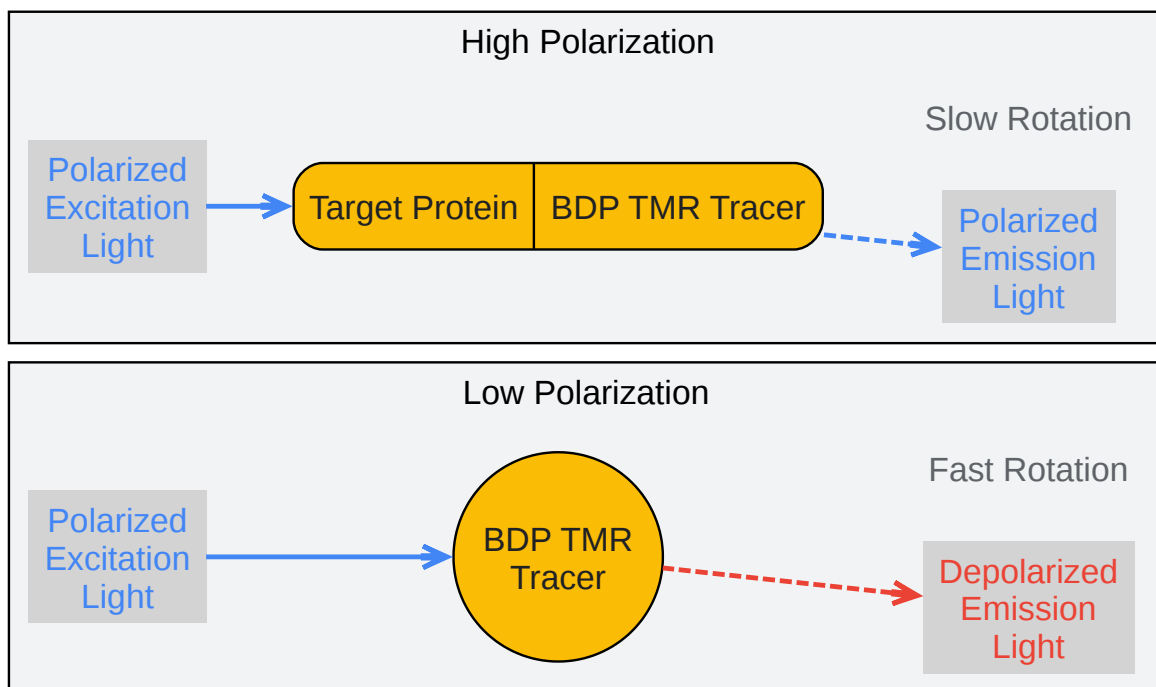 High Polarization
Slow Rotation
Polarized
Excitation
Light
Target Protein
BDP TMR Tracer
Polarized
Emission
Light
Low Polarization
Fast Rotation
Polarized
Excitation
Light
BDP TMR
Tracer
Depolarized
Emission
Light